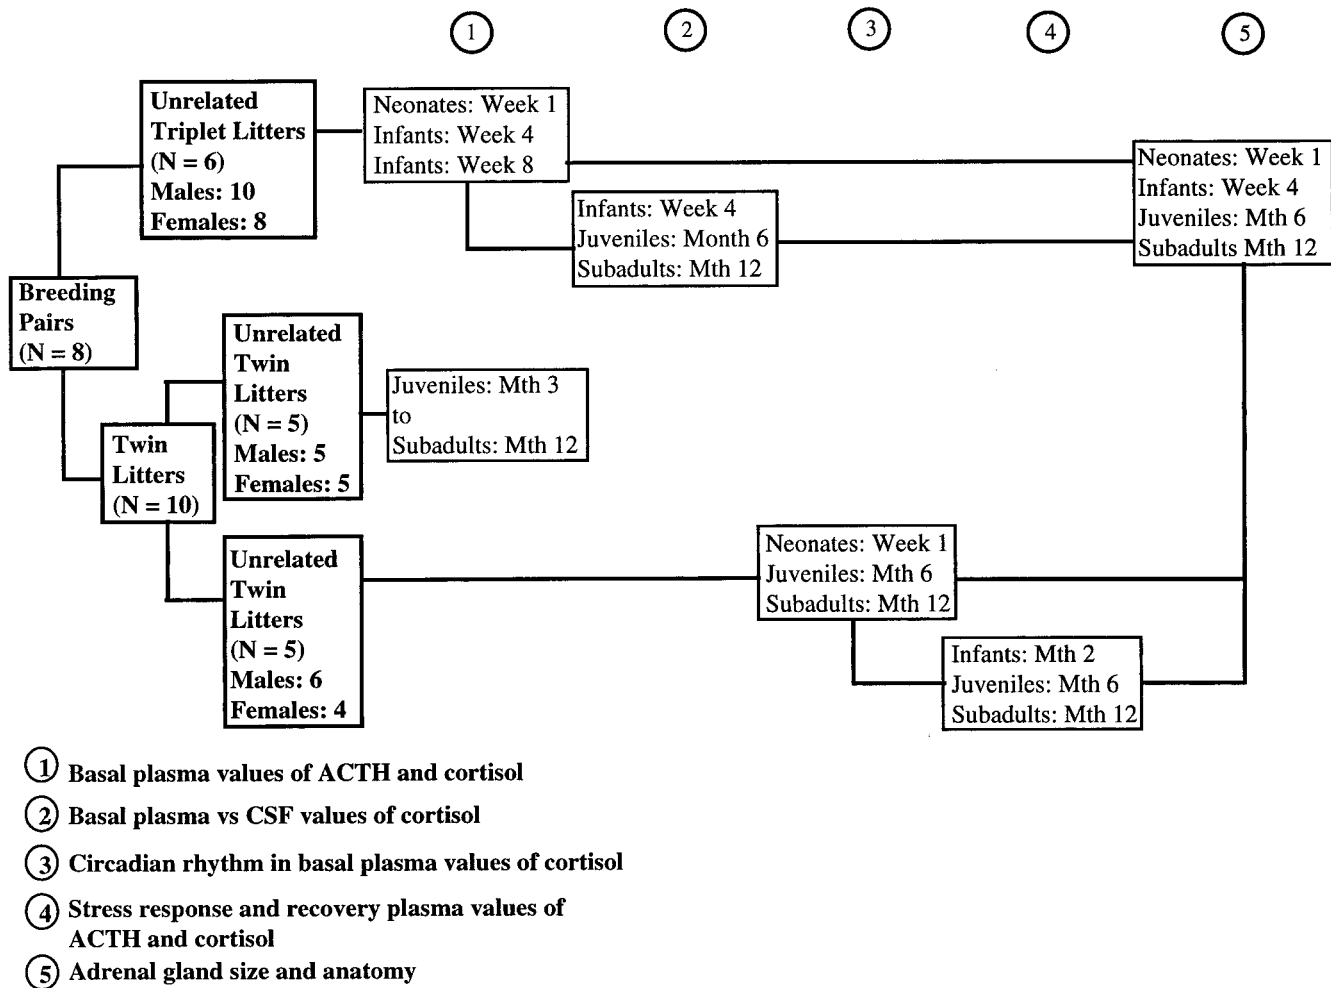 1
2
3
4
5
Unrelated
Triplet Litters
(N = 6)
Males: 10
Females: 8
Neonates: Week 1
Infants: Week 4
Infants: Week 8
Neonates: Week 1
Infants: Week 4
Juveniles: Mth 6
Subadults Mth 12
Infants: Week 4
Juveniles: Month 6
Subadults: Mth 12
Breeding
Pairs
(N = 8)
Unrelated
Twin
Litters
(N = 5)
Males: 5
Females: 5
Juveniles: Mth 3
to
Subadults: Mth 12
Twin
Litters
(N = 10)
Unrelated
Twin
Litters
(N = 5)
Males: 6
Females: 4
Neonates: Week 1
Juveniles: Mth 6
Subadults: Mth 12
Infants: Mth 2
Juveniles: Mth 6
Subadults: Mth 12
1 Basal plasma values of ACTH and cortisol
2 Basal plasma vs CSF values of cortisol
3 Circadian rhythm in basal plasma values of cortisol
4 Stress response and recovery plasma values of
ACTH and cortisol
5 Adrenal gland size and anatomy